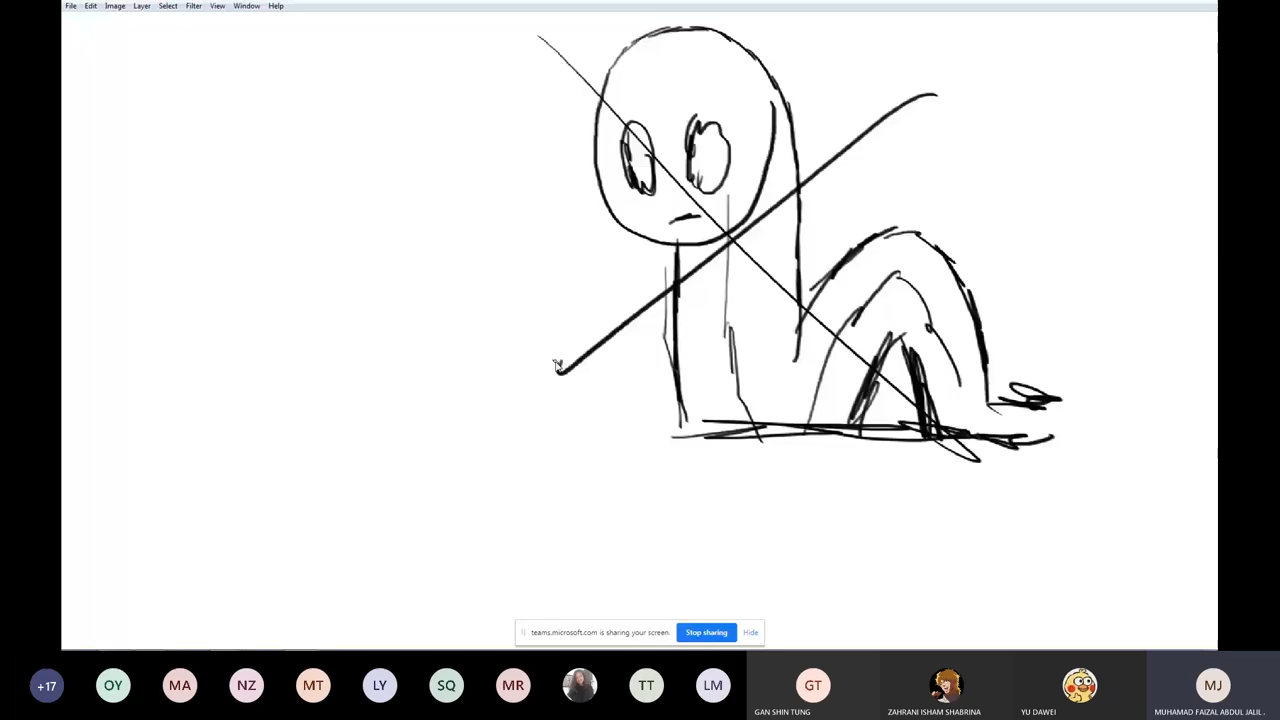 File Edit Image Layer Select Filter View Window Help
teams.microsoft.com is sharing your screen. Stop sharing Hide
+17 OY MA NZ MT LY SQ MR TT LM GT MJ
GAN SHIN TUNG ZAHRANI ISHAM SHABRINA YU DAWEI MUHAMAD FAIZAL ABDUL JALIL .